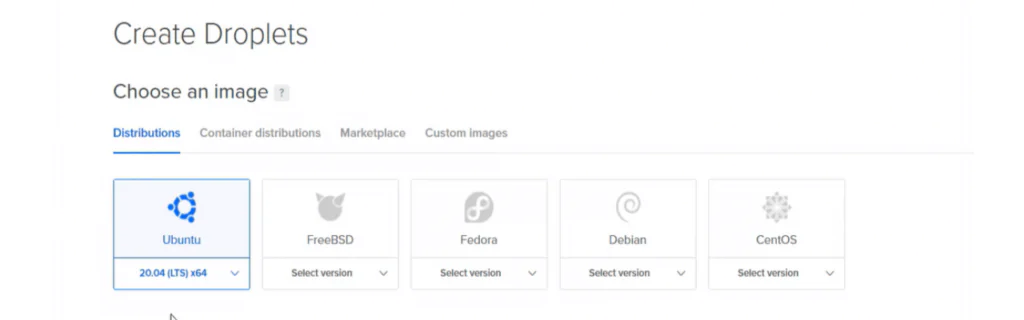 Create Droplets
Choose an image ?
Distributions Container distributions Marketplace Custom images
Ubuntu FreeBSD Fedora Debian CentOS
20.04 (LTS) x64 Select version Select version Select version Select version